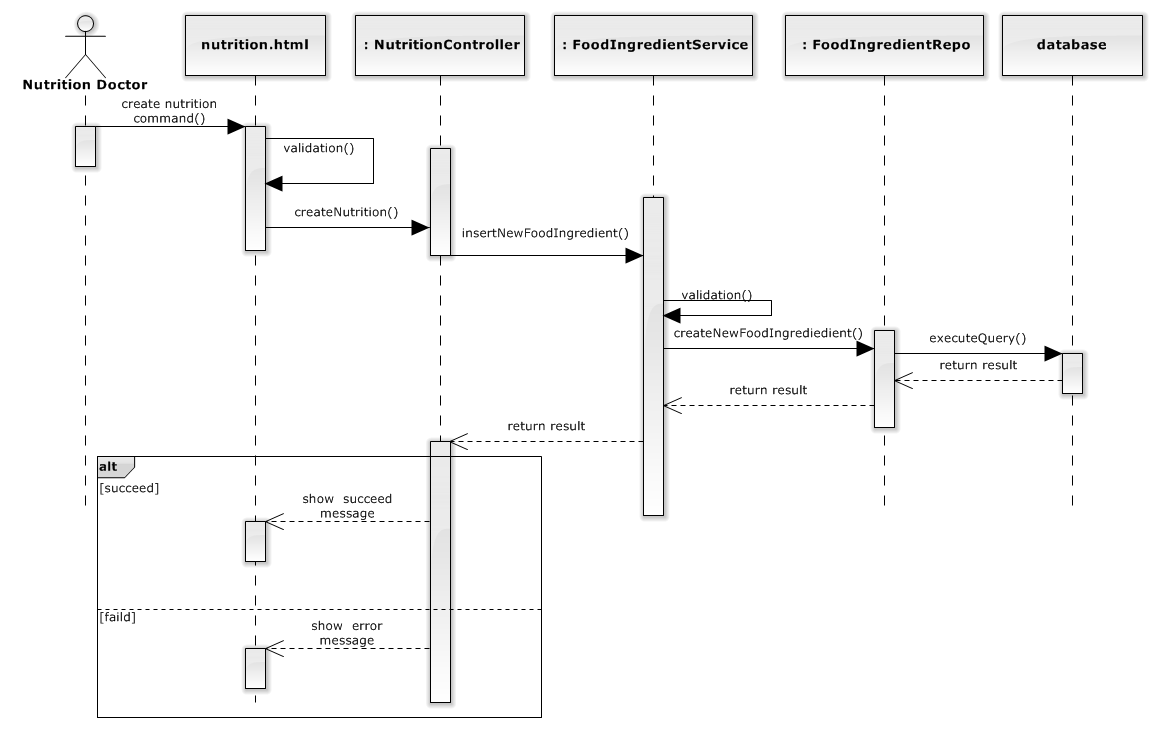 nutrition.html
: NutritionController
: FoodIngredientService
: FoodIngredientRepo
database
Nutrition Doctor
create nutrition
command()
validation()
createNutrition()
insertNewFoodIngredient()
validation()
createNewFoodIngrediedient()
executeQuery()
return result
return result
return result
alt
[succeed]
show succeed
message
[faild]
show error
message